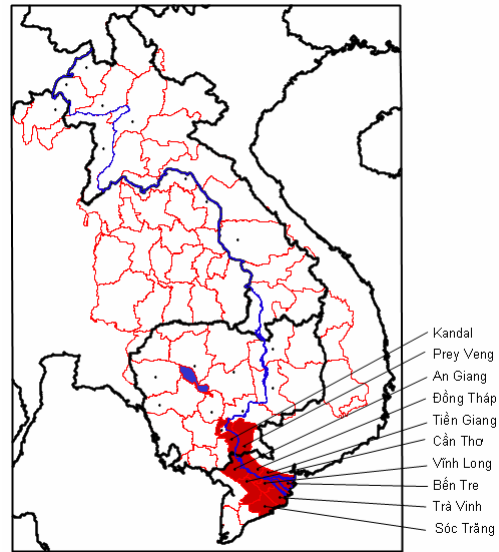 Kandal
Prey Veng
An Giang
Đồng Tháp
Tiền Giang
Cần Thơ
Vĩnh Long
Bến Tre
Trà Vinh
Sóc Trăng